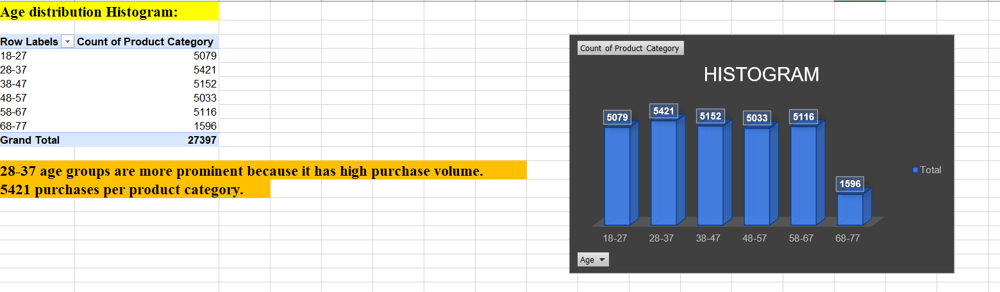 Age distribution Histogram:
Row Labels Count of Product Category
18-27 5079
28-37 5421
38-47 5152
48-57 5033
58-67 5116
68-77 1596
Grand Total 27397
28-37 age groups are more prominent because it has high purchase volume.
5421 purchases per product category.
Count of Product Category
HISTOGRAM
5079 5421 5152 5033 5116 1596
Total
18-27 28-37 38-47 48-57 58-67 68-77
Age